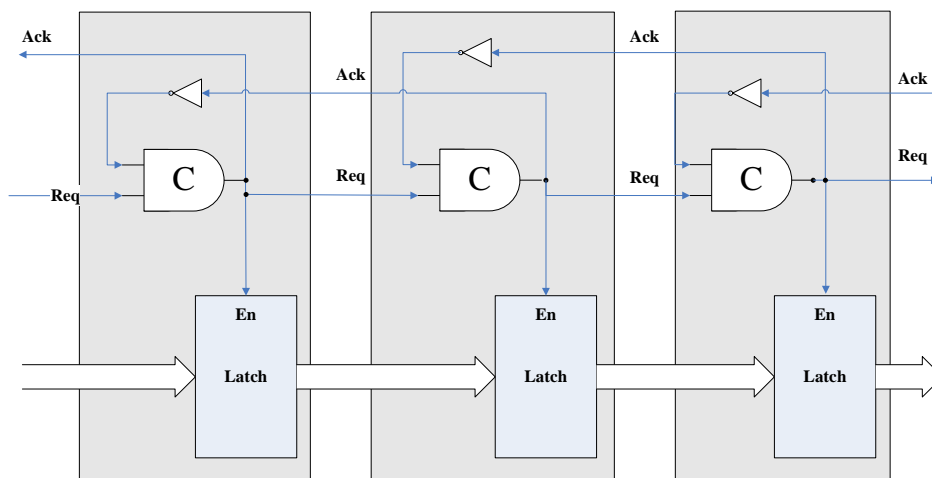 Ack
Ack
Ack
Ack
C
C
C
Req
Req
Req
Req
En
En
En
Latch
Latch
Latch